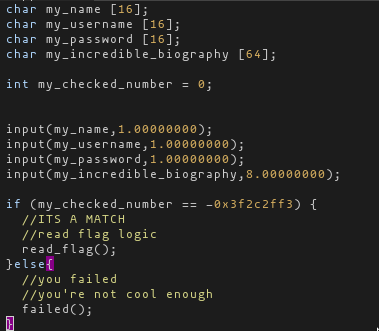 char my_name [16];
char my_username [16];
char my_password [16];
char my_incredible_biography [64];
int my_checked_number = 0;
input(my_name,1.00000000);
input(my_username,1.00000000);
input(my_password,1.00000000);
input(my_incredible_biography,8.00000000);
if (my_checked_number == -0x3f2c2ff3) {
//ITS A MATCH
//read flag logic
read_flag();
}else{
//you failed
//you're not cool enough
failed();
}